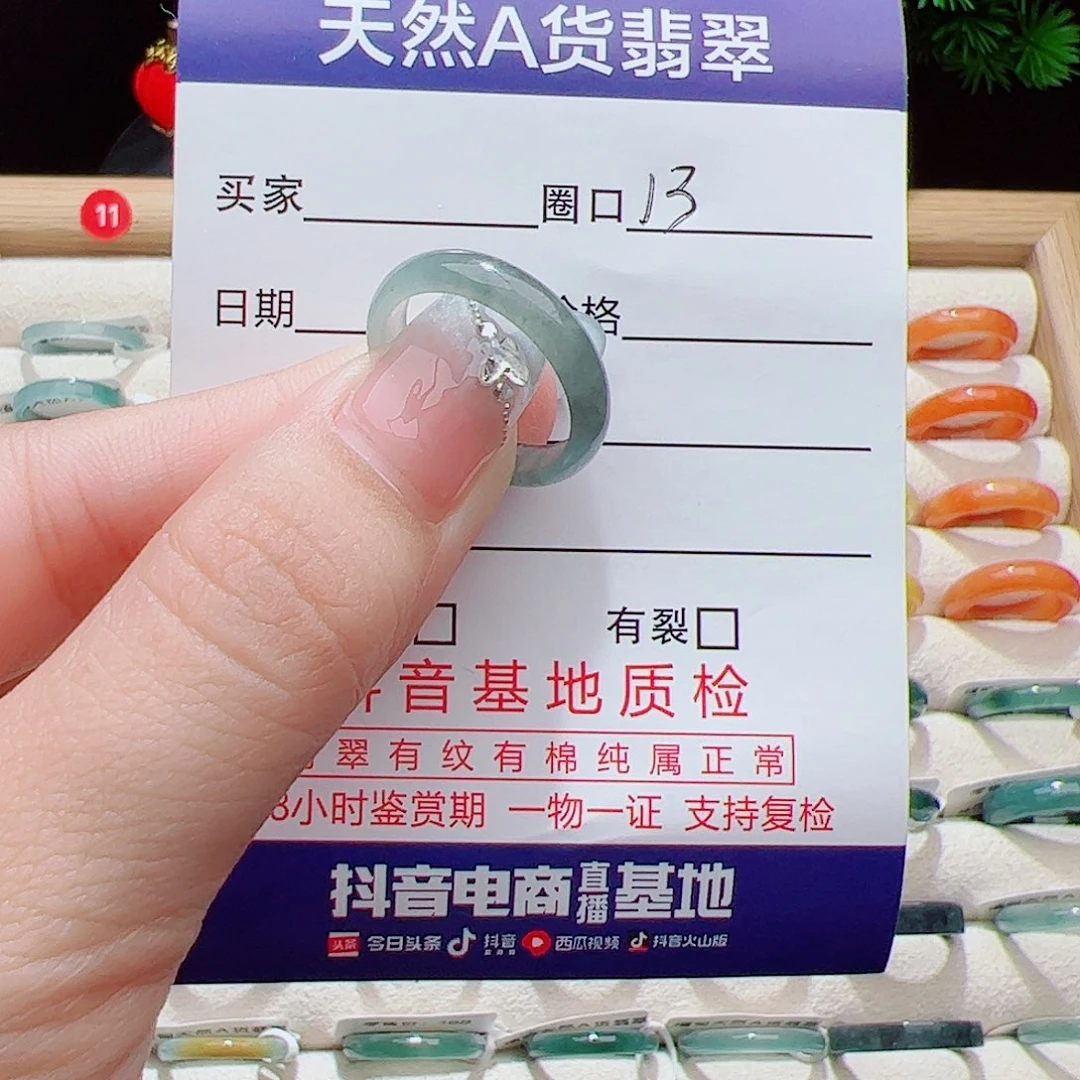 天然A货翡翠
买家 圈口13
11
日期 格
有裂
音基地质检
翠有纹有棉纯属正常
8小时鉴赏期 一物一证 支持复检
抖音电商直播基地
头条 今日头条 抖音 西瓜视频 抖音火山版